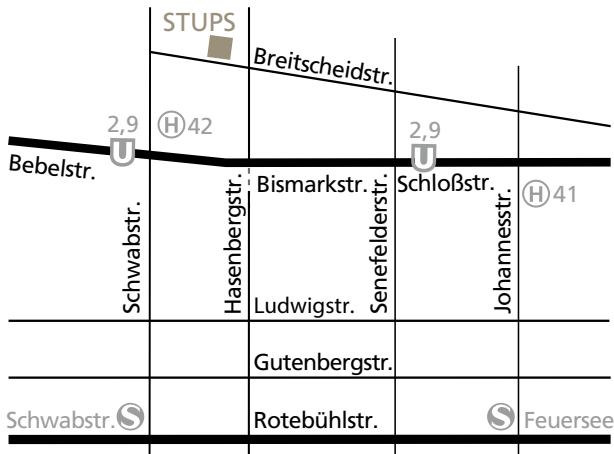 STUPS
Breitscheidstr.
2,9
H 42
2,9
U
U
Bebelstr.
Bismarkstr.
Schloßstr.
H 41
Schwabstr.
Hasenbergstr.
Senefelderstr.
Johannesstr.
Ludwigstr.
Gutenbergstr.
Schwabstr. S
Rotebühlstr.
S Feuersee